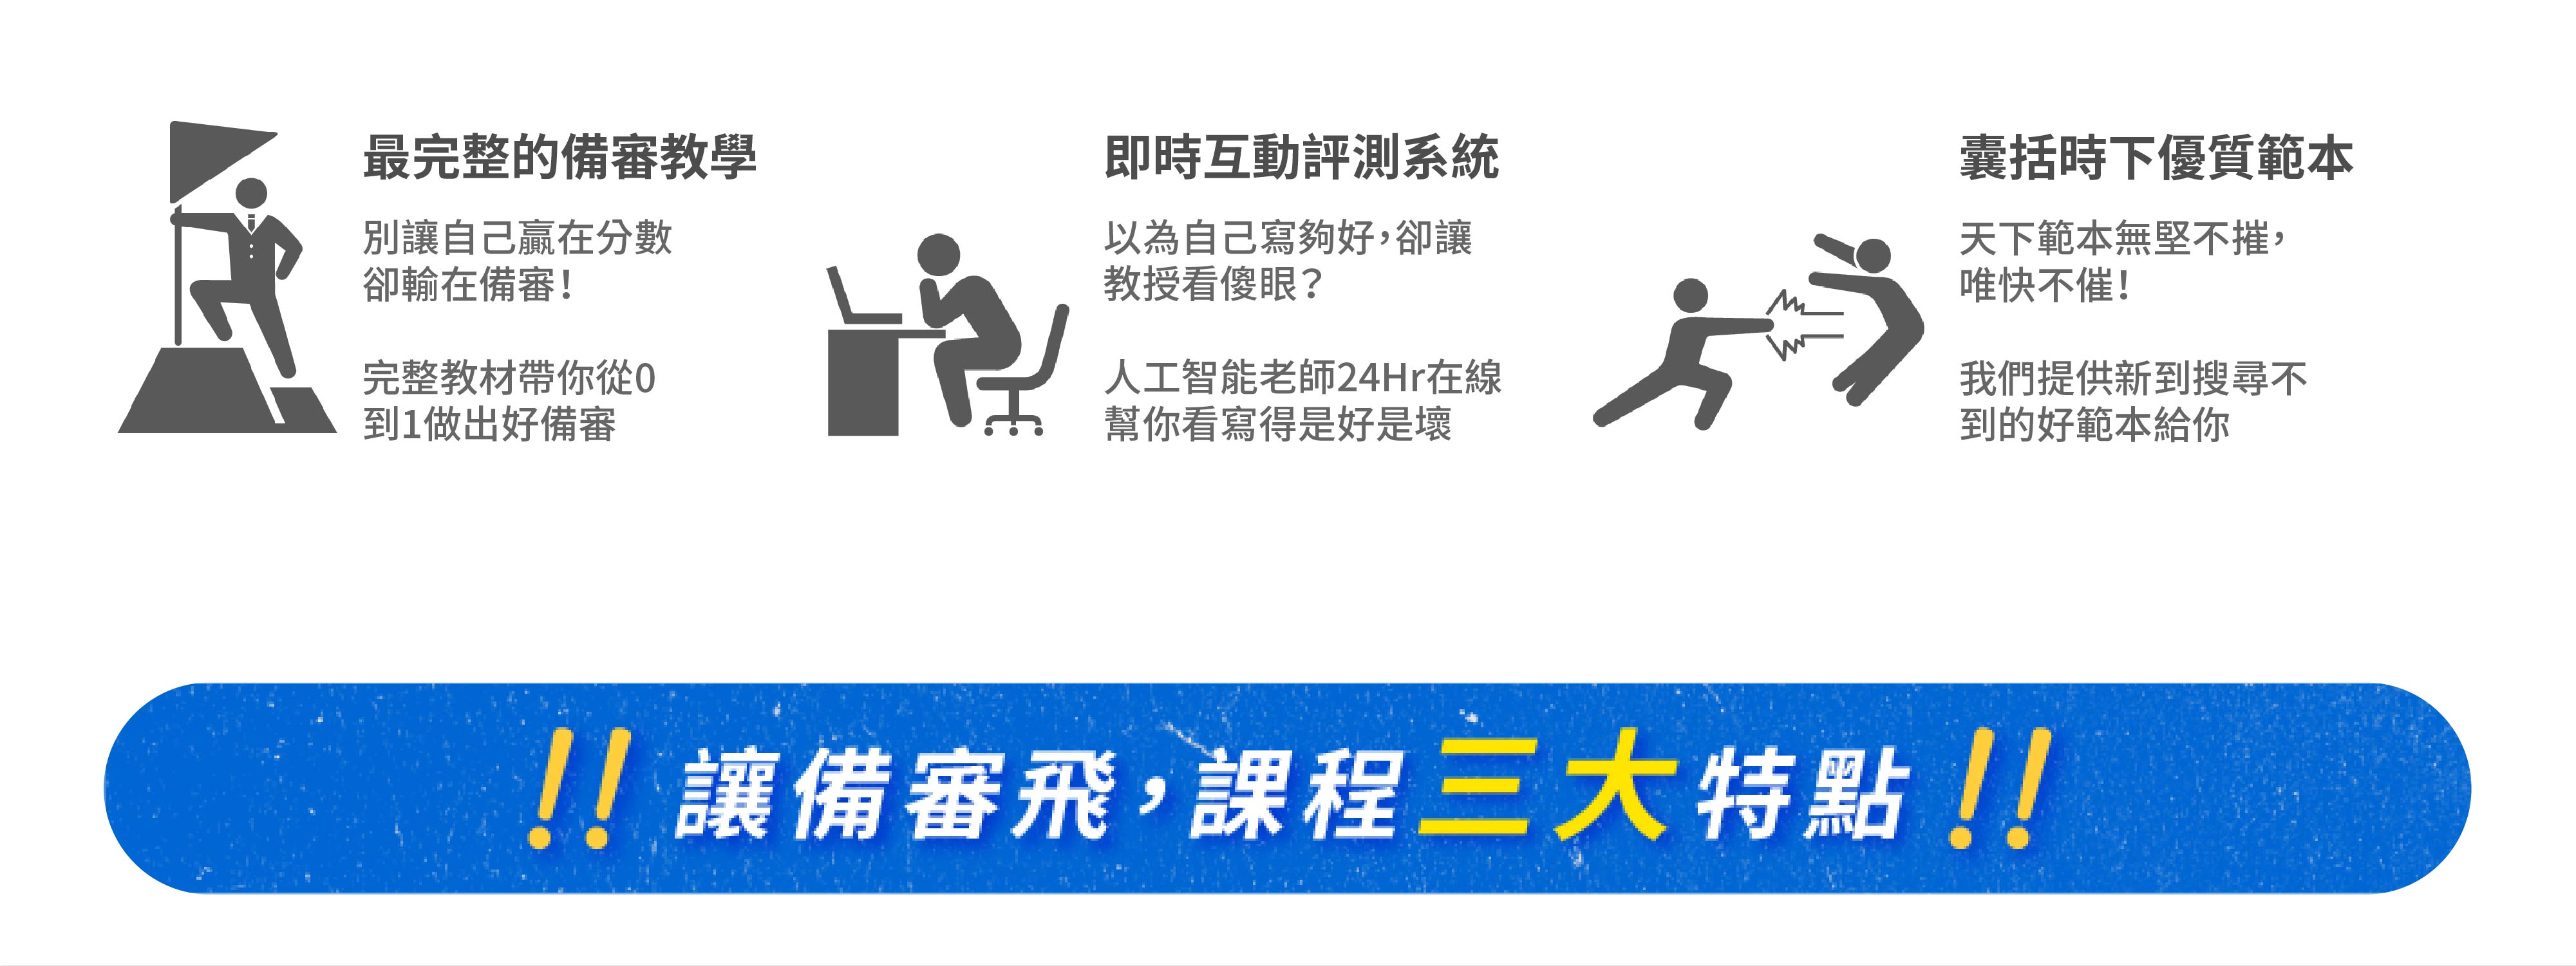 最完整的備審教學
別讓自己贏在分數
卻輸在備審！
完整教材帶你從0
到1做出好備審
即時互動評測系統
以為自己寫夠好，卻讓
教授看傻眼？
人工智能老師24Hr在線
幫你看寫得是好是壞
囊括時下優質範本
天下範本無堅不摧，
唯快不催！
我們提供新到搜尋不
到的好範本給你
!! 讓備審飛，課程三大特點 !!